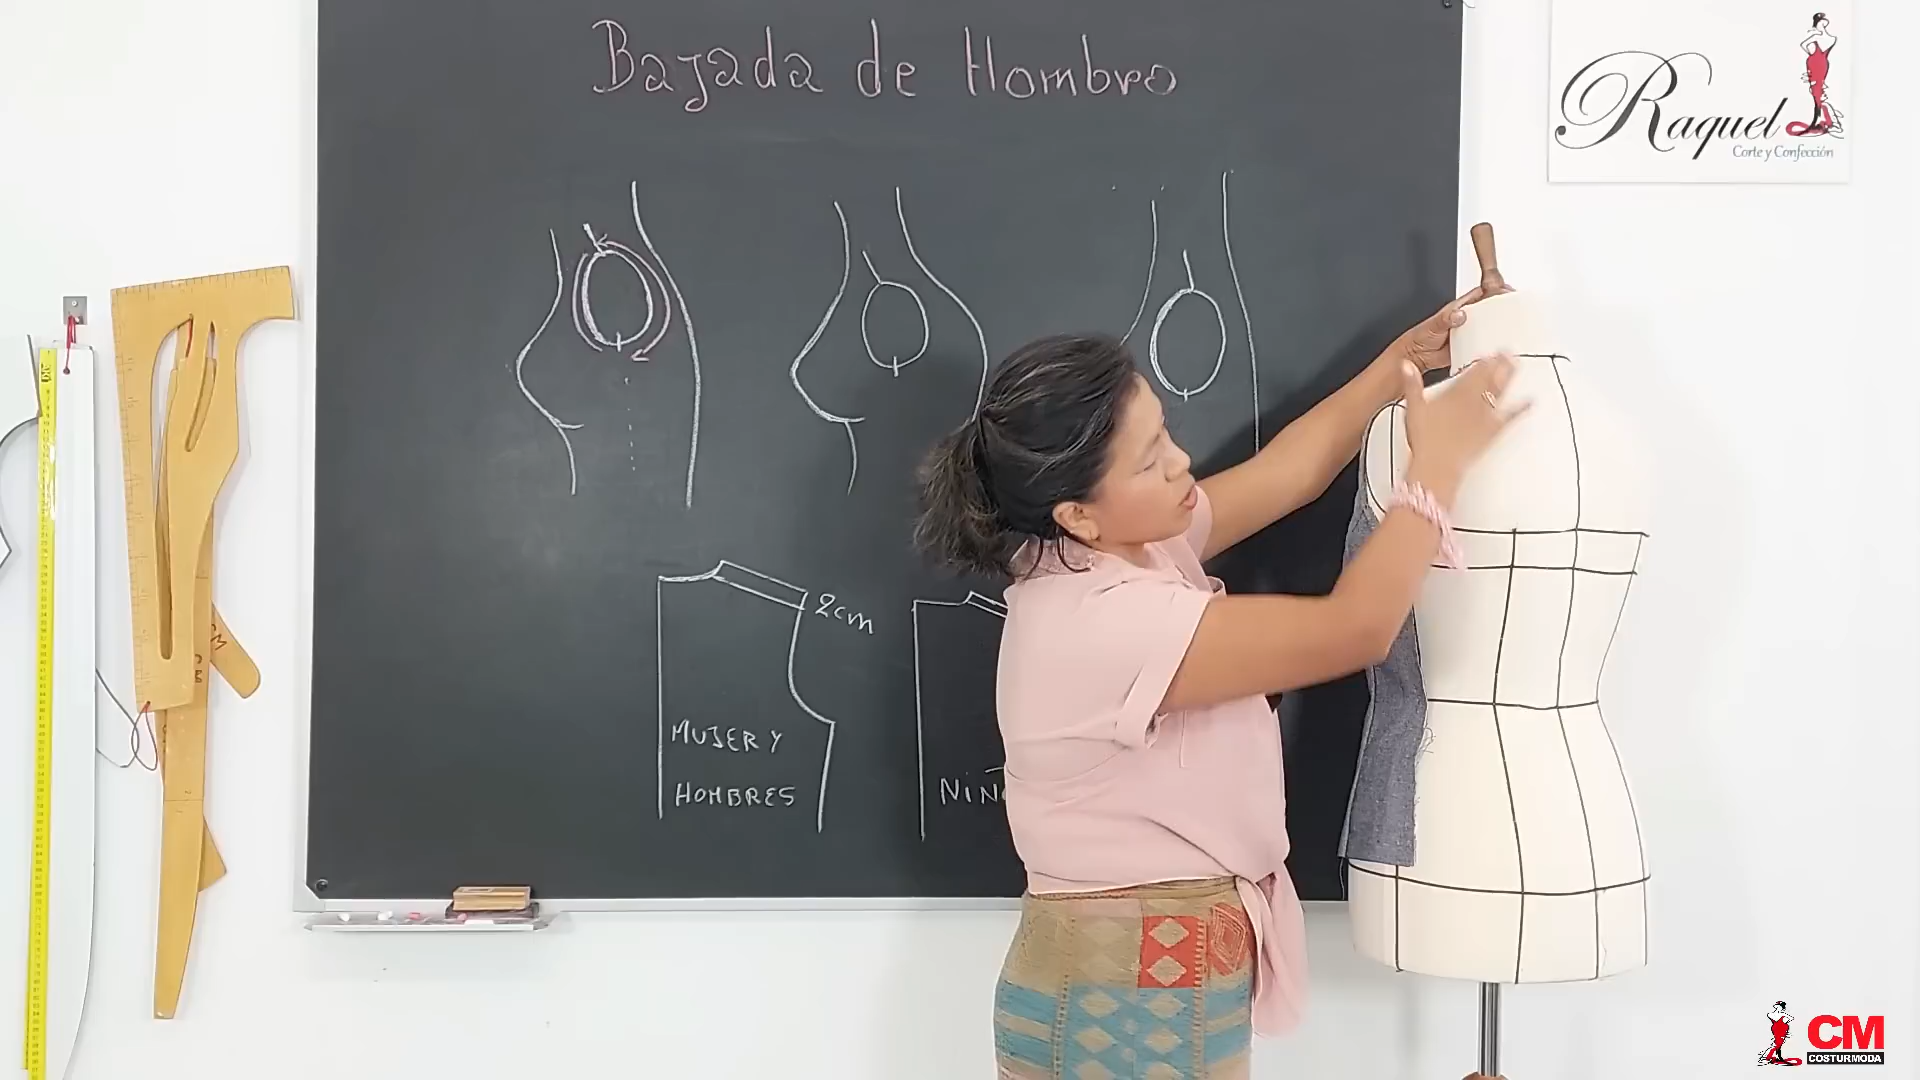 Bajada de Hombro
Raquel
Corte y Confección
2cm
MUJER Y
HOMBRES
CM
COSTURMODA